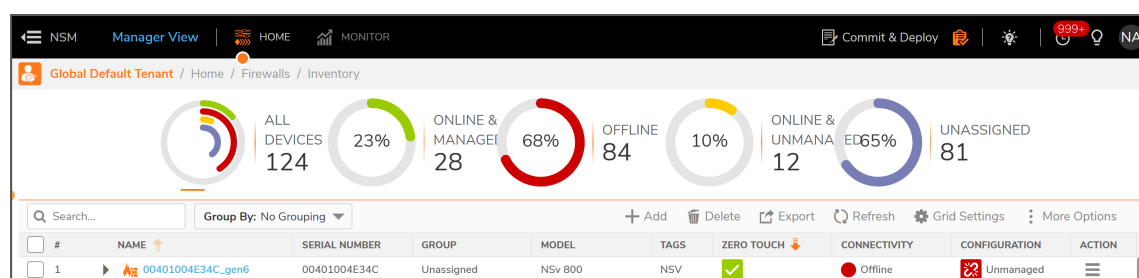 NSM Manager View HOME MONITOR Commit & Deploy 999+ NA
Global Default Tenant / Home / Firewalls / Inventory
ALL
DEVICES
124
23%
ONLINE &
MANAGED
28
68%
OFFLINE
84
10%
ONLINE &
UNMANAGED
12
65%
UNASSIGNED
81
Search... Group By: No Grouping Add Delete Export Refresh Grid Settings More Options
# NAME SERIAL NUMBER GROUP MODEL TAGS ZERO TOUCH CONNECTIVITY CONFIGURATION ACTION
1 00401004E34C_gen6 00401004E34C Unassigned NSv 800 NSV Offline Unmanaged